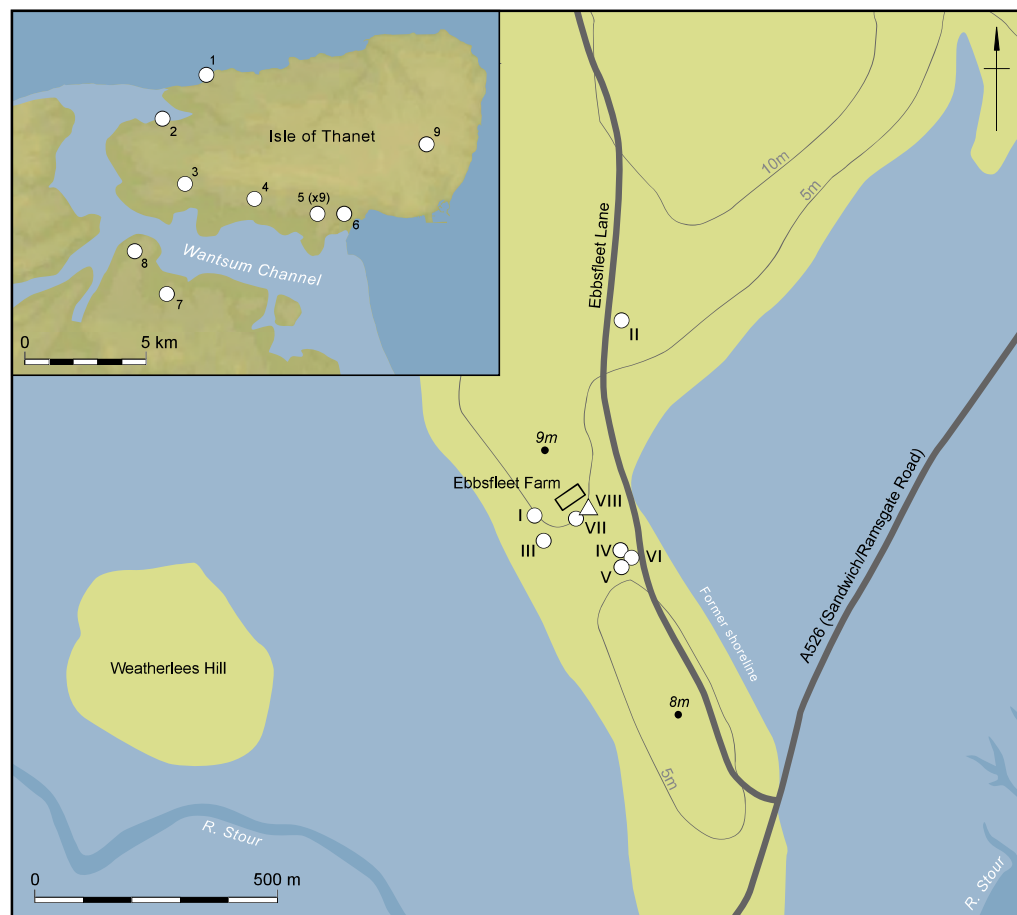 1
2
Isle of Thanet
9
3
4
5 (x9)
6
Wantsum Channel
8
7
0
5 km
10m
5m
Ebbsfleet Lane
II
9m
Ebbsfleet Farm
VIII
I
VII
III
IV
VI
V
Former shoreline
A526 (Sandwich/Ramsgate Road)
Weatherlees Hill
8m
5m
R. Stour
R. Stour
0
500 m